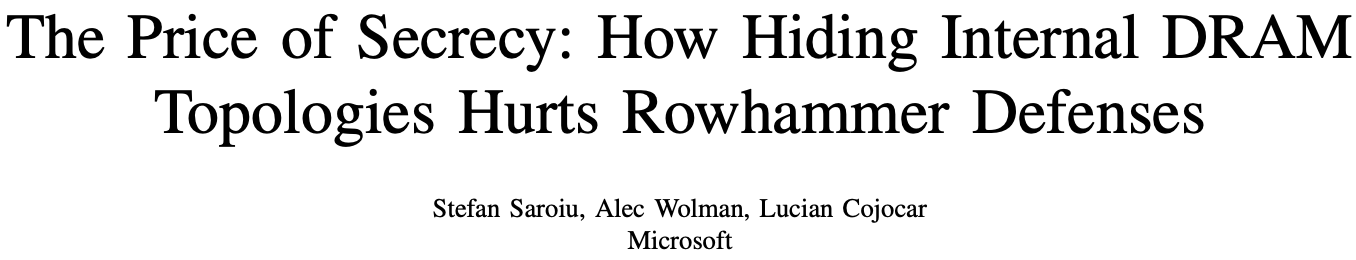 The Price of Secrecy: How Hiding Internal DRAM
Topologies Hurts Rowhammer Defenses
Stefan Saroiu, Alec Wolman, Lucian Cojocar
Microsoft